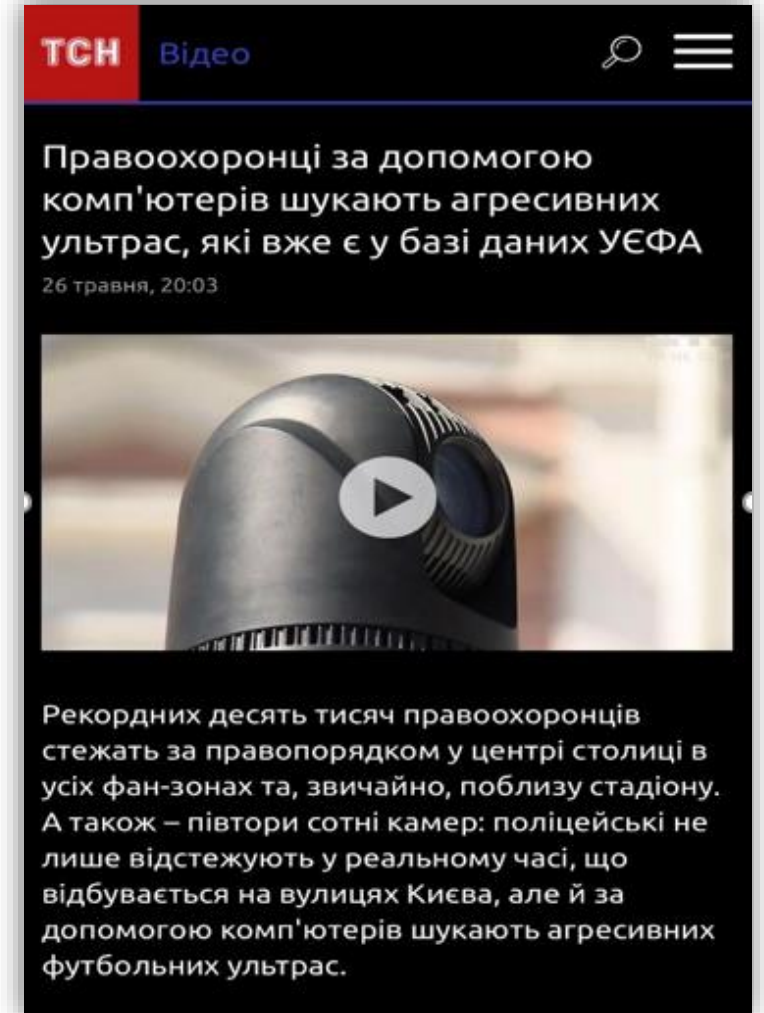 ТСН Відео
Правоохоронці за допомогою
комп'ютерів шукають агресивних
ультрас, які вже є у базі даних УЄФА
26 травня, 20:03
Рекордних десять тисяч правоохоронців
стежать за правопорядком у центрі столиці в
усіх фан-зонах та, звичайно, поблизу стадіону.
А також – півтори сотні камер: поліцейські не
лише відстежують у реальному часі, що
відбувається на вулицях Києва, але й за
допомогою комп'ютерів шукають агресивних
футбольних ультрас.